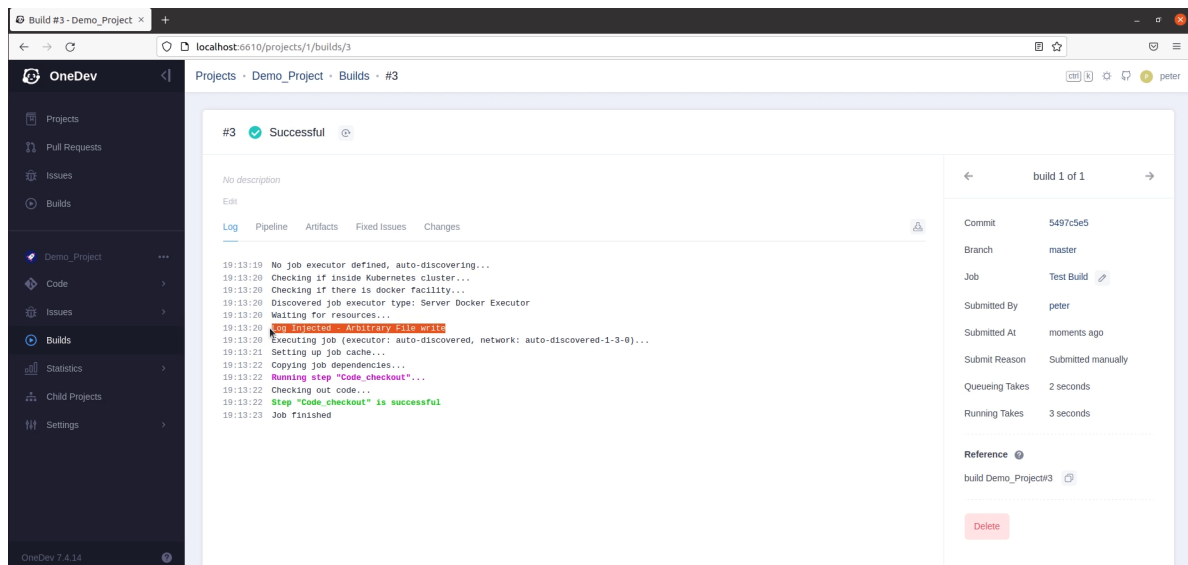 Build #3 - Demo_Project
localhost:6610/projects/1/builds/3
OneDev
Projects
Pull Requests
Issues
Builds
Demo_Project
Code
Issues
Builds
Statistics
Child Projects
Settings
OneDev 7.4.14
Projects Demo_Project Builds #3
ctrl k
peter
#3 Successful
No description
Edit
Log Pipeline Artifacts Fixed Issues Changes
19:13:19 No job executor defined, auto-discovering...
19:13:20 Checking if inside Kubernetes cluster...
19:13:20 Checking if there is docker facility...
19:13:20 Discovered job executor type: Server Docker Executor
19:13:20 Waiting for resources...
19:13:20 Log Injected - Arbitrary File write
19:13:20 Executing job (executor: auto-discovered, network: auto-discovered-1-3-0)...
19:13:21 Setting up job cache...
19:13:22 Copying job dependencies...
19:13:22 Running step "Code_checkout"...
19:13:22 Checking out code...
19:13:22 Step "Code_checkout" is successful
19:13:23 Job finished
build 1 of 1
Commit 5497c5e5
Branch master
Job Test Build
Submitted By peter
Submitted At moments ago
Submit Reason Submitted manually
Queueing Takes 2 seconds
Running Takes 3 seconds
Reference
build Demo_Project#3
Delete